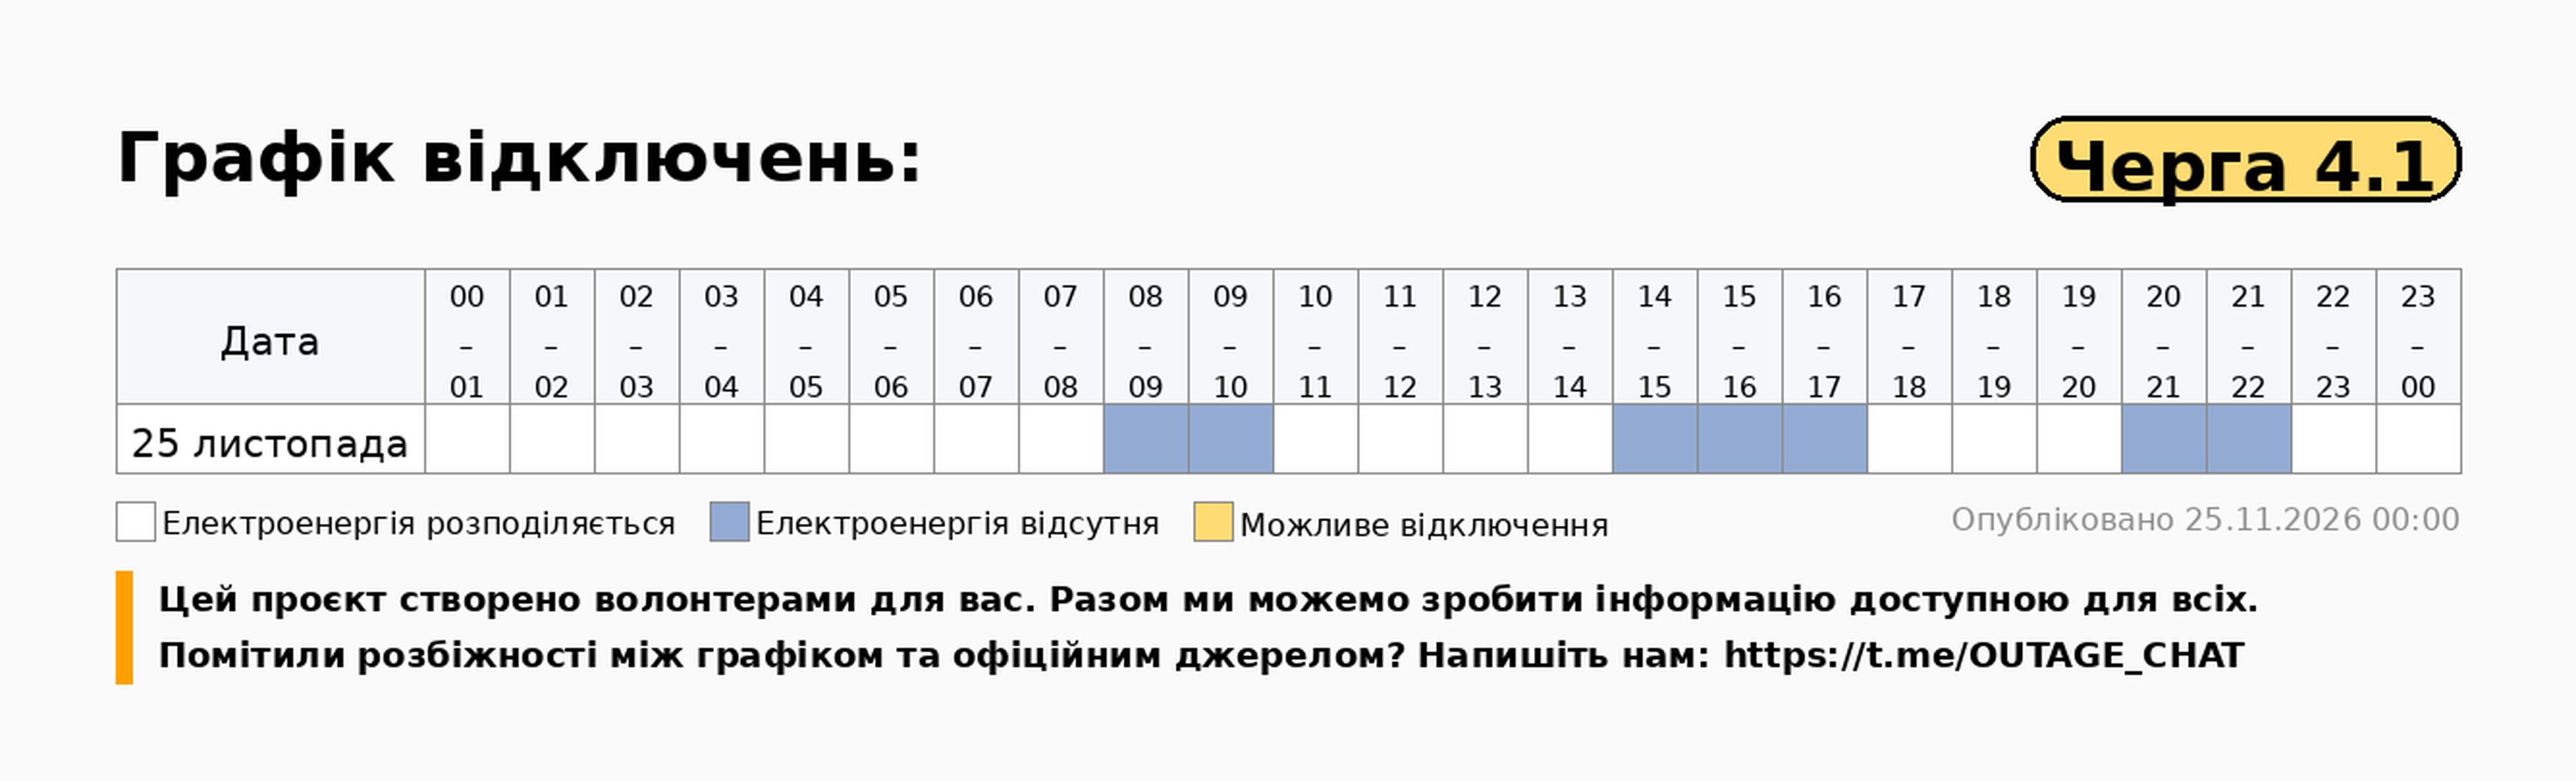 Графік відключень:
Черга 4.1
Дата
00 – 01
01 – 02
02 – 03
03 – 04
04 – 05
05 – 06
06 – 07
07 – 08
08 – 09
09 – 10
10 – 11
11 – 12
12 – 13
13 – 14
14 – 15
15 – 16
16 – 17
17 – 18
18 – 19
19 – 20
20 – 21
21 – 22
22 – 23
23 – 00
25 листопада
Електроенергія розподіляється
Електроенергія відсутня
Можливе відключення
Опубліковано 25.11.2026 00:00
Цей проєкт створено волонтерами для вас. Разом ми можемо зробити інформацію доступною для всіх.
Помітили розбіжності між графіком та офіційним джерелом? Напишіть нам: https://t.me/OUTAGE_CHAT